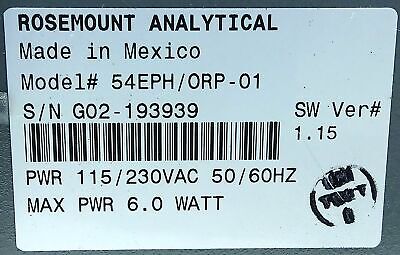 ROSEMOUNT ANALYTICAL
Made in Mexico
Model# 54EPH/ORP-01
S/N G02-193939
SW Ver#
1.15
PWR 115/230VAC 50/60HZ
MAX PWR 6.0 WATT